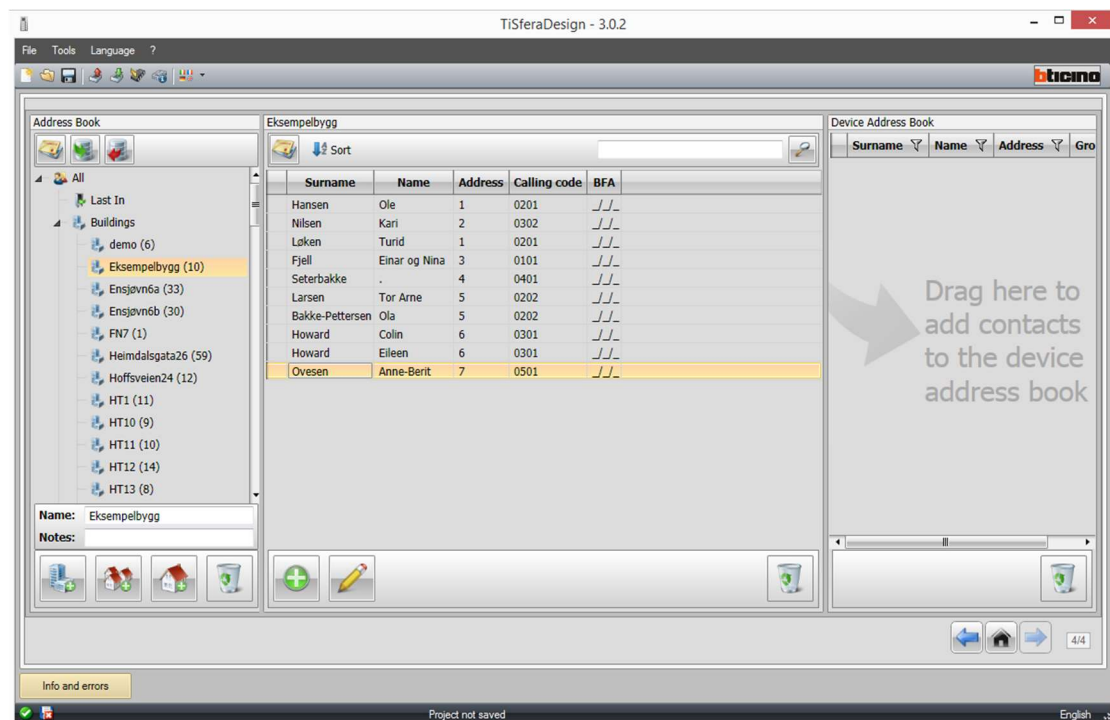 TiSferaDesign - 3.0.2
File Tools Language ?
bticino
Address Book
All
Last In
Buildings
demo (6)
Eksempelbygg (10)
Ensjøvn6a (33)
Ensjøvn6b (30)
FN7 (1)
Heimdalsgata26 (59)
Hoffsveien24 (12)
HT1 (11)
HT10 (9)
HT11 (10)
HT12 (14)
HT13 (8)
Name: Eksempelbygg
Notes:
Eksempelbygg
Sort
Surname Name Address Calling code BFA
Hansen Ole 1 0201 _/_/_
Nilsen Kari 2 0302 _/_/_
Løken Turid 1 0201 _/_/_
Fjell Einar og Nina 3 0101 _/_/_
Seterbakke . 4 0401 _/_/_
Larsen Tor Arne 5 0202 _/_/_
Bakke-Pettersen Ola 5 0202 _/_/_
Howard Colin 6 0301 _/_/_
Howard Eileen 6 0301 _/_/_
Ovesen Anne-Berit 7 0501 _/_/_
Device Address Book
Surname Name Address Gro
Drag here to
add contacts
to the device
address book
4/4
Info and errors
Project not saved
English